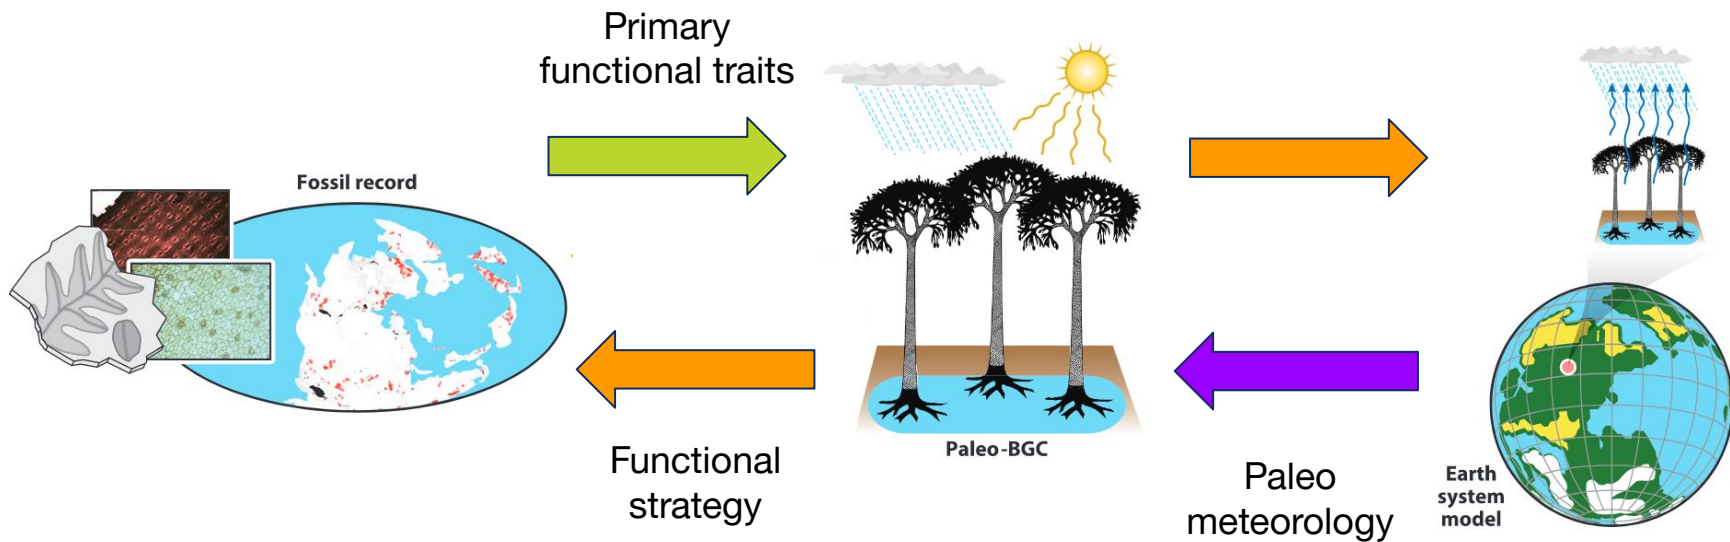 Primary
functional traits
Fossil record
Paleo-BGC
Functional
strategy
Paleo
meteorology
Earth
system
model